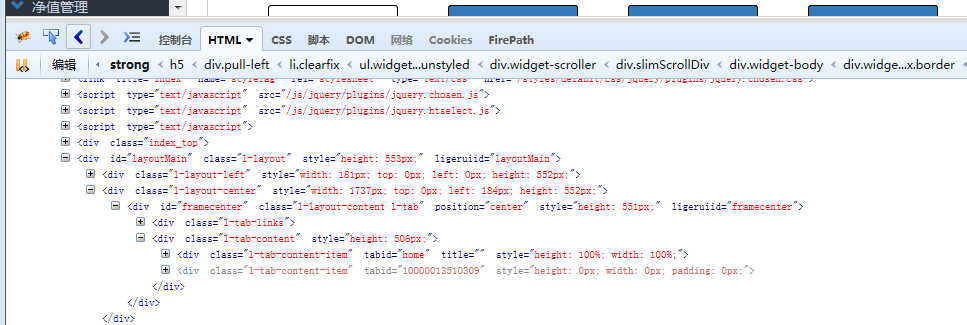 净值管理
控制台 HTML CSS 脚本 DOM 网络 Cookies FirePath
编辑 strong < h5 < div.pull-left < li.clearfix < ul.widget...unstyled < div.widget-scroller < div.slimScrollDiv < div.widget-body < div.widge...x.border <
<link title="index" name="styletag" rel="stylesheet" type="text/css" href="/styles/default/css/jquery/jquery.chosen.css">
<script type="text/javascript" src="/js/jquery/plugins/jquery.chosen.js">
<script type="text/javascript" src="/js/jquery/plugins/jquery.htselect.js">
<script type="text/javascript">
<div class="index_top">
<div id="layoutMain" class="l-layout" style="height: 553px;" ligeruiid="layoutMain">
<div class="l-layout-left" style="width: 181px; top: 0px; left: 0px; height: 552px;">
<div class="l-layout-center" style="width: 1737px; top: 0px; left: 184px; height: 552px;">
<div id="framecenter" class="l-layout-content l-tab" position="center" style="height: 551px;" ligeruiid="framecenter">
<div class="l-tab-links">
<div class="l-tab-content" style="height: 506px;">
<div class="l-tab-content-item" tabid="home" title="" style="height: 100%; width: 100%;">
<div class="l-tab-content-item" tabid="10000013510309" style="height: 0px; width: 0px; padding: 0px;">
</div>
</div>
</div>